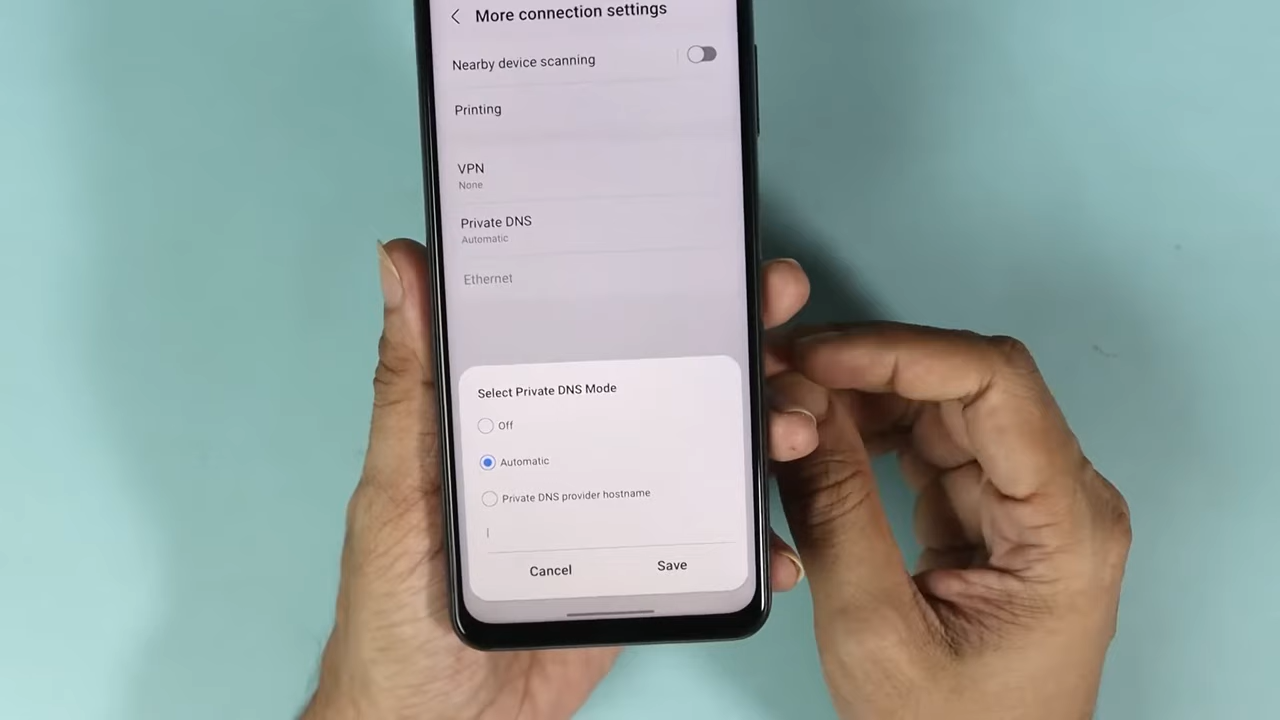 More connection settings
Nearby device scanning
Printing
VPN
None
Private DNS
Automatic
Ethernet
Select Private DNS Mode
Off
Automatic
Private DNS provider hostname
Cancel
Save